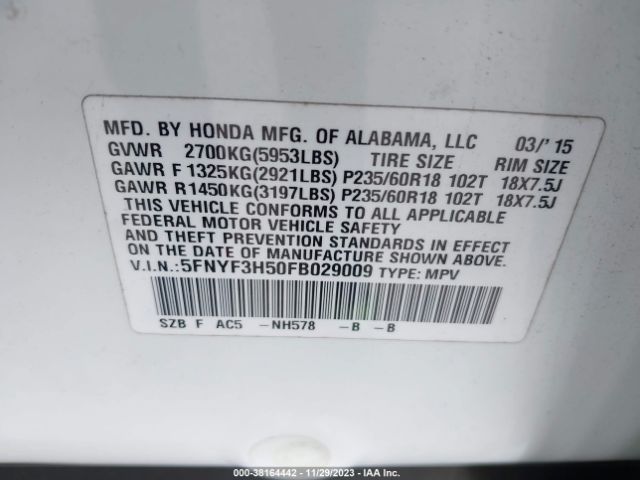 MFD. BY HONDA MFG. OF ALABAMA, LLC 03/'15
GVWR 2700KG(5953LBS) TIRE SIZE RIM SIZE
GAWR F 1325KG(2921LBS) P235/60R18 102T 18X7.5J
GAWR R1450KG(3197LBS) P235/60R18 102T 18X7.5J
THIS VEHICLE CONFORMS TO ALL APPLICABLE
FEDERAL MOTOR VEHICLE SAFETY
AND THEFT PREVENTION STANDARDS IN EFFECT
ON THE DATE OF MANUFACTURE SHOWN ABOVE.
V.I.N.:5FNYF3H50FB029009 TYPE: MPV
SZB F AC5 -NH578 -B -B
000-38164442 - 11/29/2023 - IAA Inc.